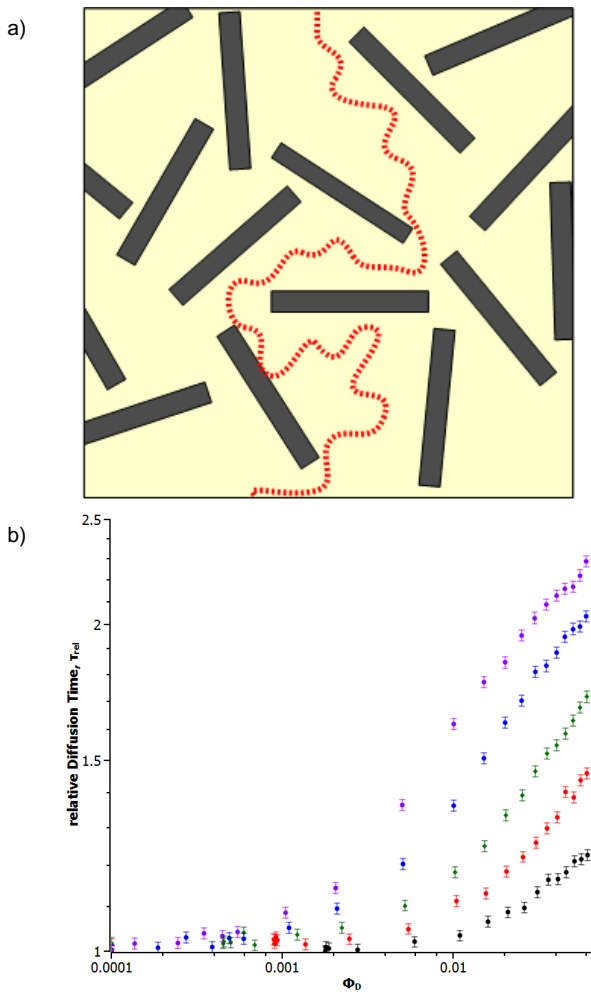 a)
b)
2.5
2
1.5
1
relative Diffusion Time, τrel
0.0001
0.001
0.01
ΦD